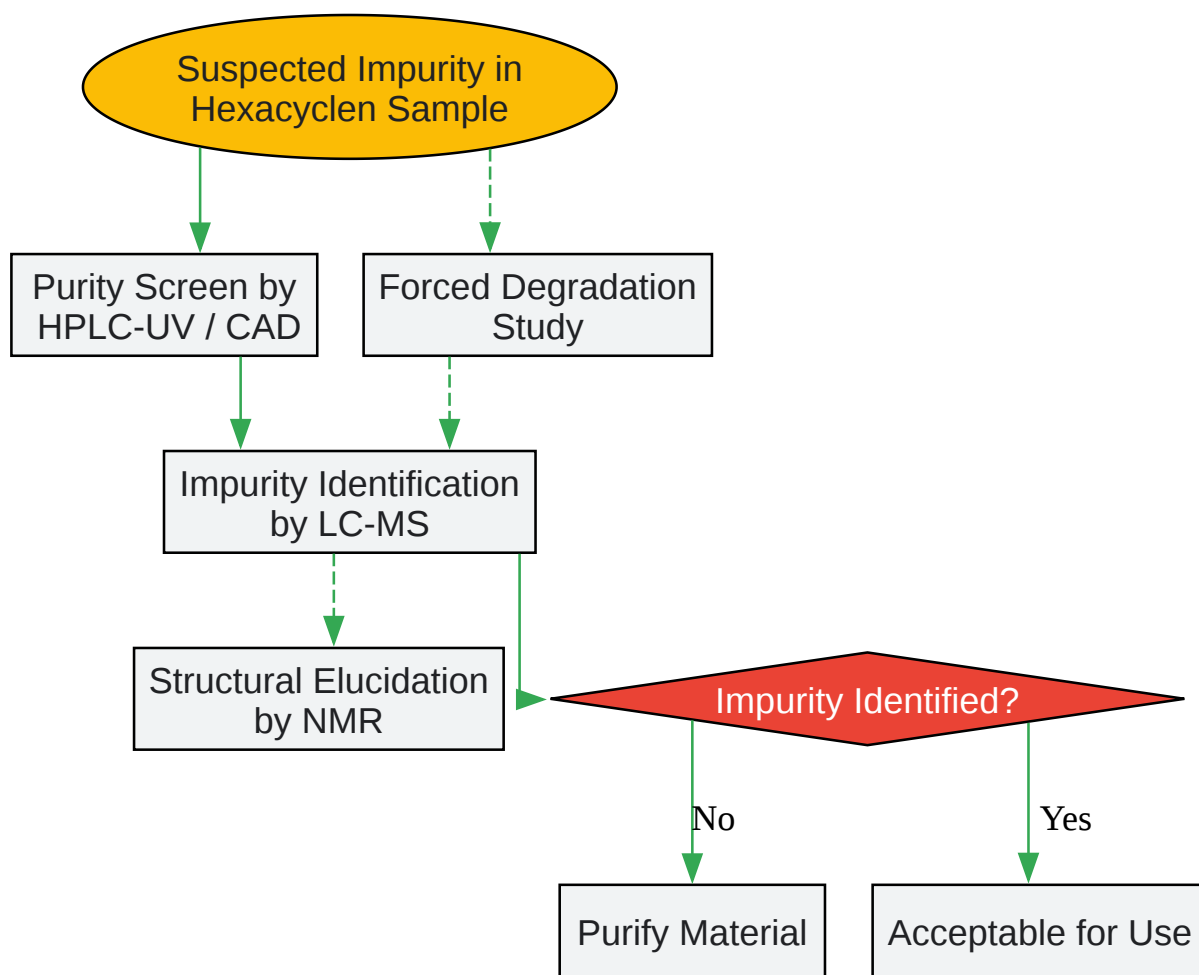 Suspected Impurity in
Hexacyclen Sample
Purity Screen by
HPLC-UV / CAD
Forced Degradation
Study
Impurity Identification
by LC-MS
Structural Elucidation
by NMR
Impurity Identified?
No
Yes
Purify Material
Acceptable for Use